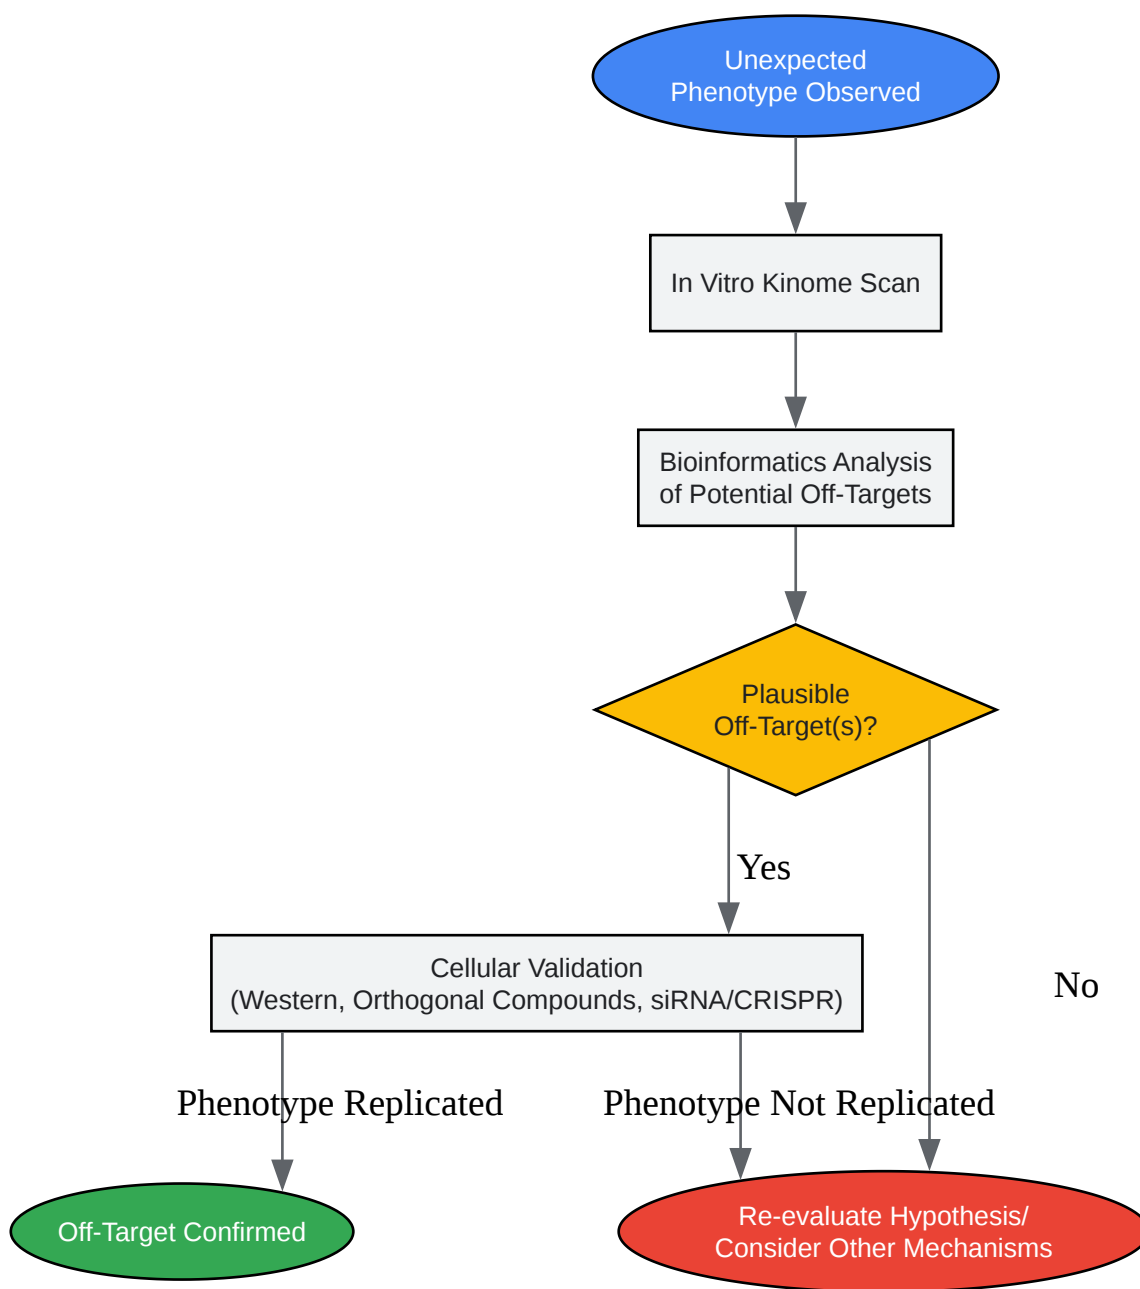 Unexpected
Phenotype Observed
In Vitro Kinome Scan
Bioinformatics Analysis
of Potential Off-Targets
Plausible
Off-Target(s)?
Yes
Cellular Validation
(Western, Orthogonal Compounds, siRNA/CRISPR)
No
Phenotype Replicated
Phenotype Not Replicated
Off-Target Confirmed
Re-evaluate Hypothesis/
Consider Other Mechanisms